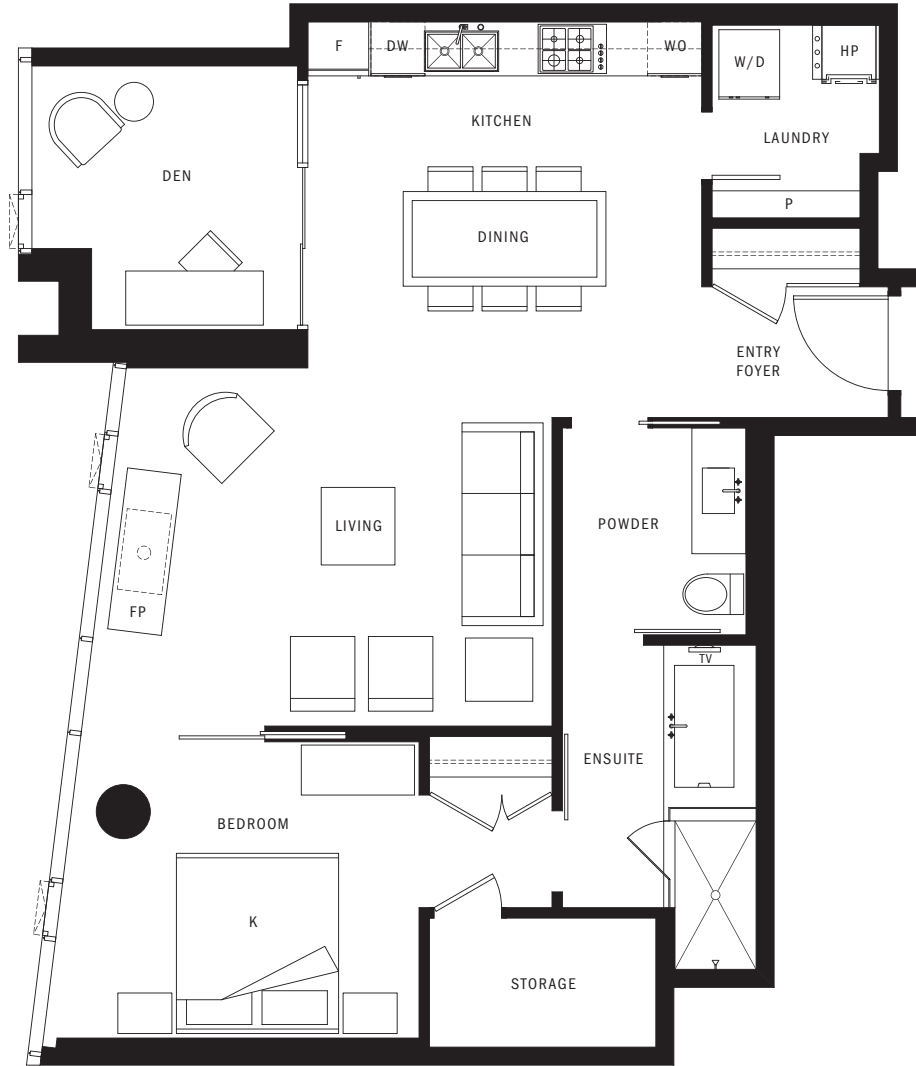 F
DW
WO
W/D
HP
KITCHEN
LAUNDRY
DEN
P
DINING
ENTRY
FOYER
LIVING
POWDER
FP
TV
ENSUITE
BEDROOM
K
STORAGE